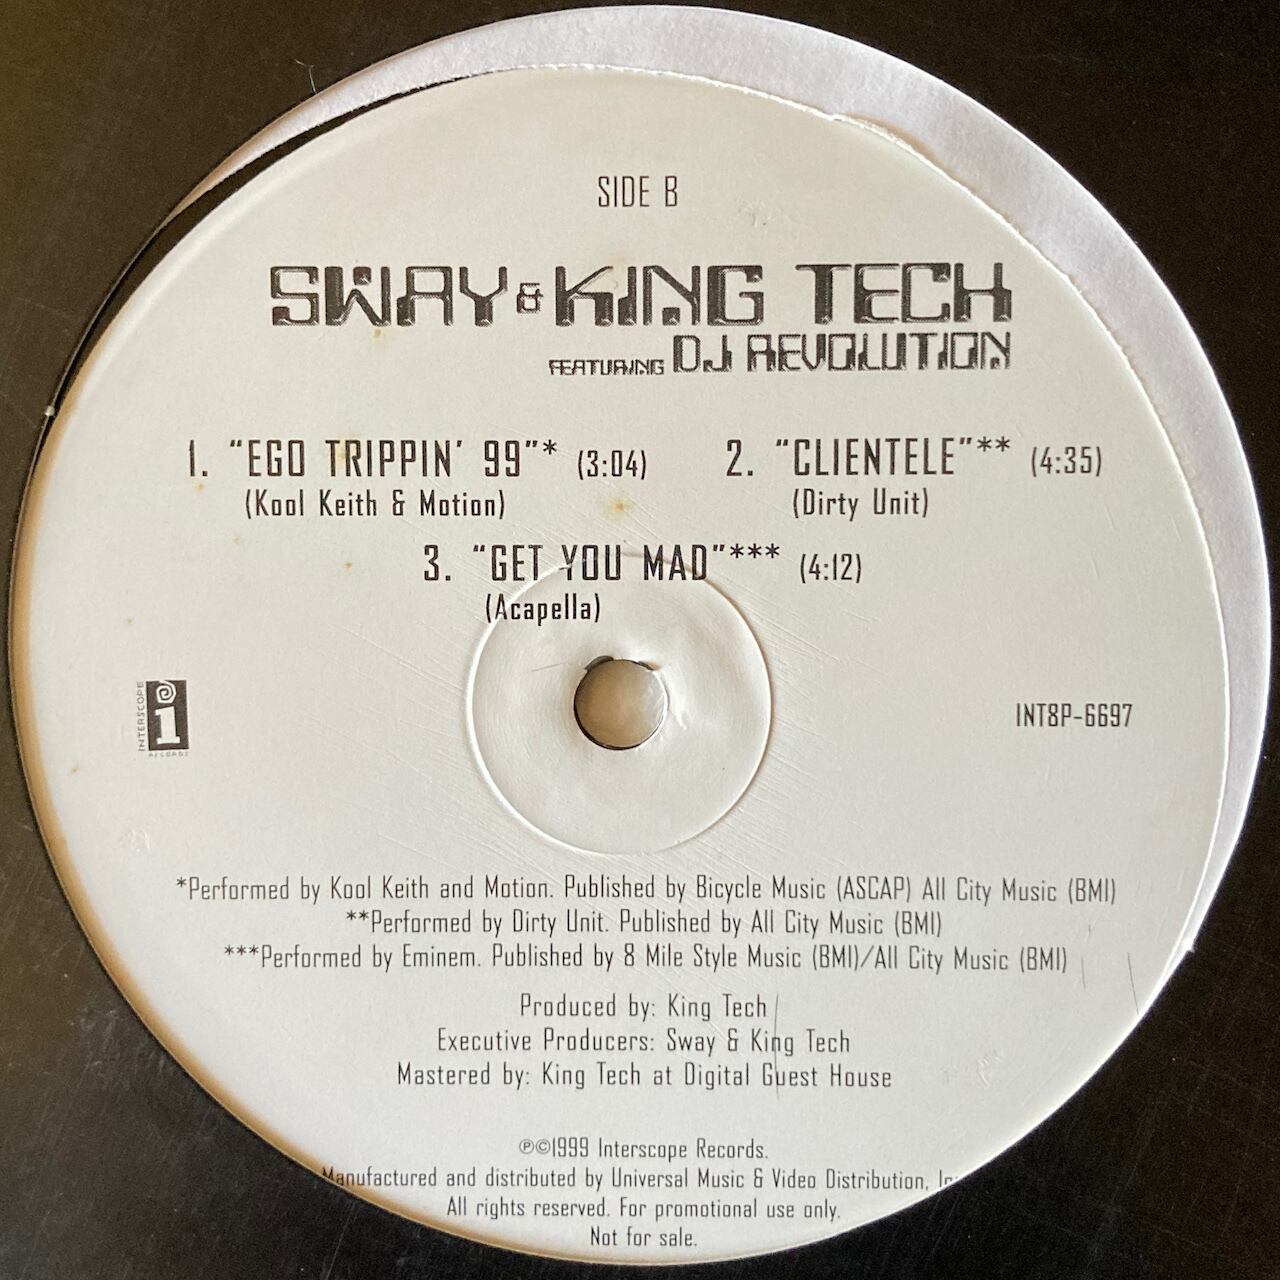 SIDE B
SWAY & KING TECH
FEATURING DJ REVOLUTION
1. "EGO TRIPPIN' 99"* (3:04) 2. "CLIENTELE"** (4:35)
(Kool Keith & Motion) (Dirty Unit)
3. "GET YOU MAD"*** (4:12)
(Acapella)
INTERSCOPE
RECORDS
INT8P-6697
*Performed by Kool Keith and Motion. Published by Bicycle Music (ASCAP) All City Music (BMI)
**Performed by Dirty Unit. Published by All City Music (BMI)
***Performed by Eminem. Published by 8 Mile Style Music (BMI)/All City Music (BMI)
Produced by: King Tech
Executive Producers: Sway & King Tech
Mastered by: King Tech at Digital Guest House
℗©1999 Interscope Records.
Manufactured and distributed by Universal Music & Video Distribution,
All rights reserved. For promotional use only.
Not for sale.